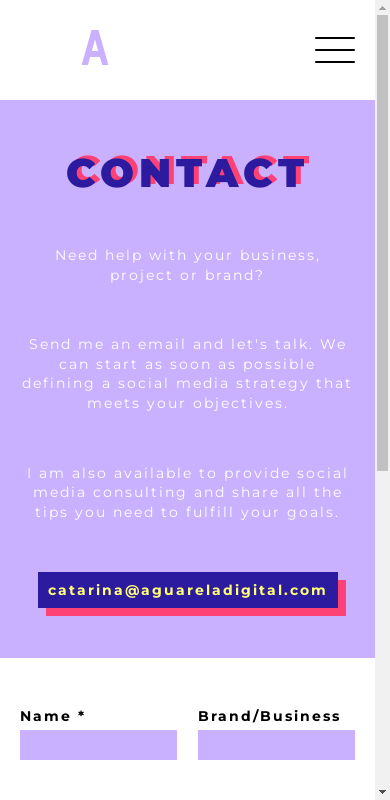 A
CONTACT
Need help with your business,
project or brand?
Send me an email and let's talk. We
can start as soon as possible
defining a social media strategy that
meets your objectives.
I am also available to provide social
media consulting and share all the
tips you need to fulfill your goals.
catarina@aguareladigital.com
Name * Brand/Business